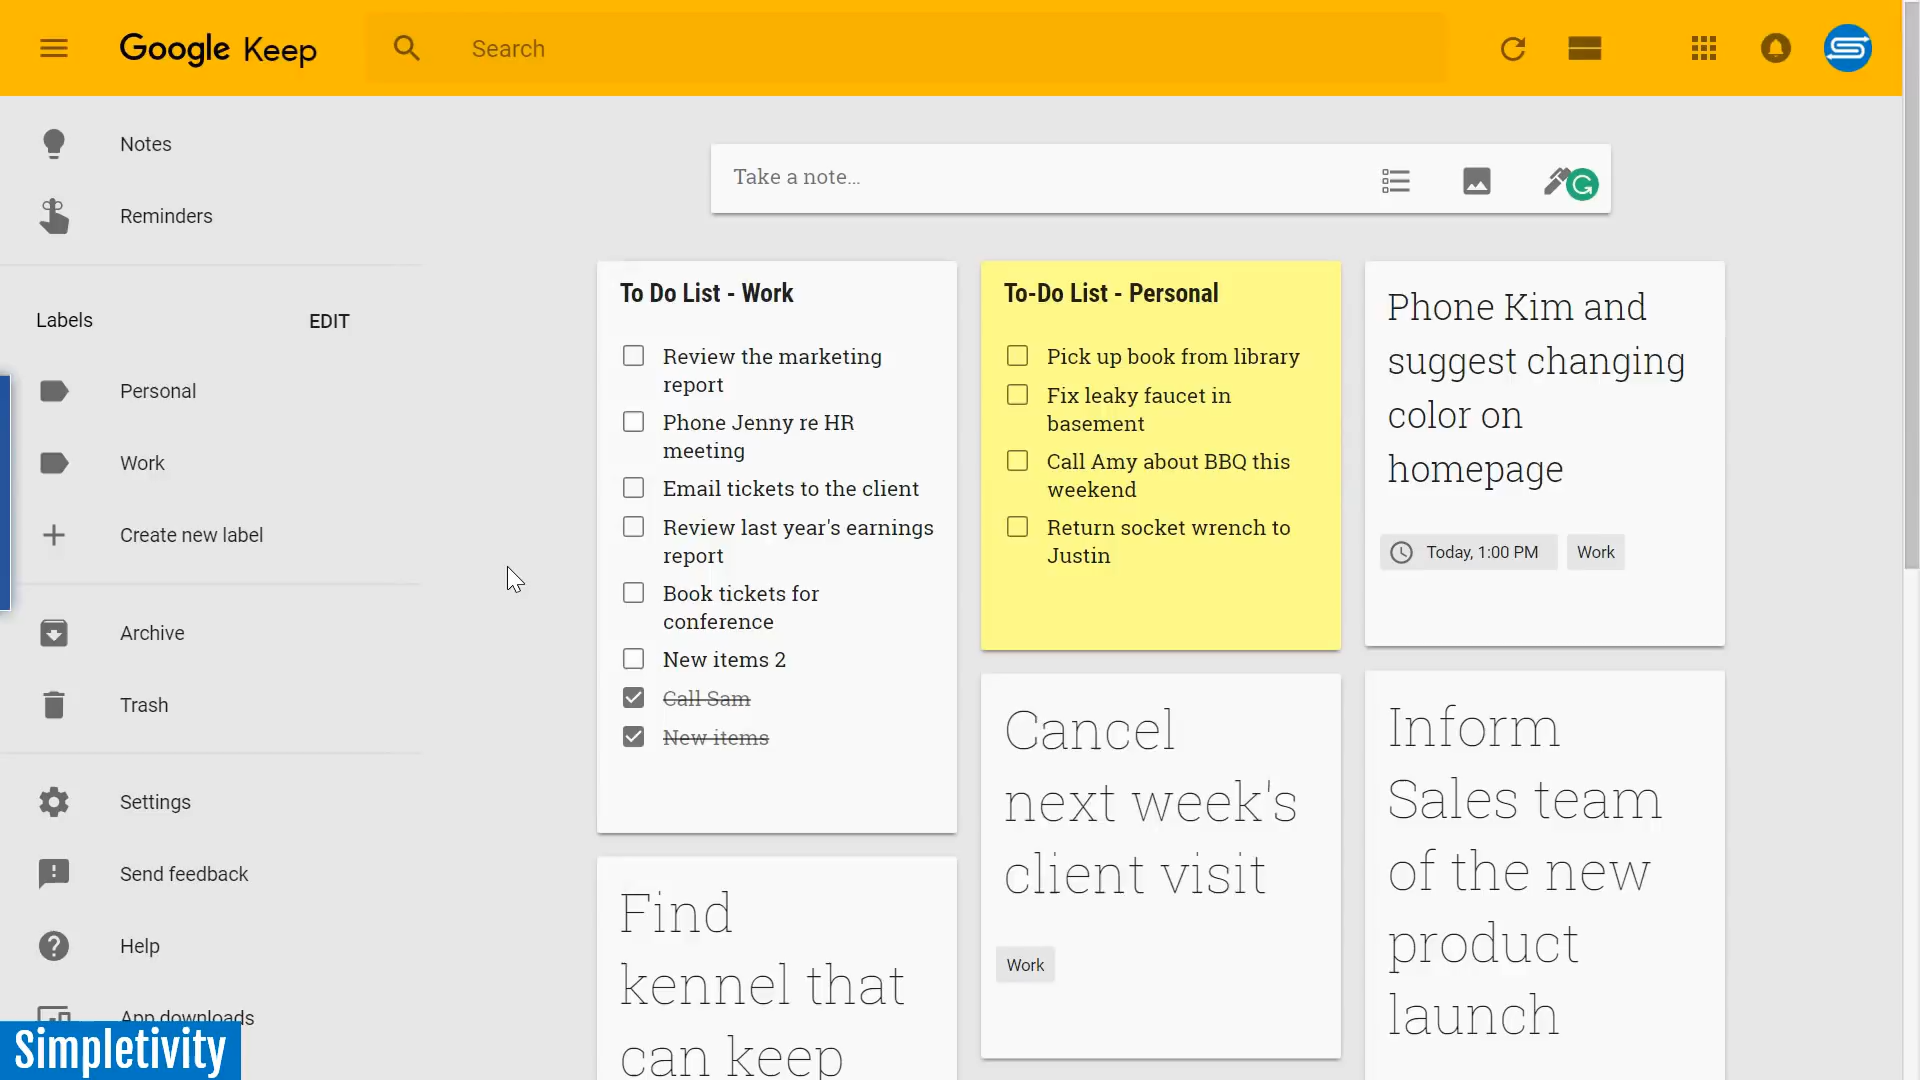 Google Keep
Search
Notes
Reminders
Labels
EDIT
Personal
Work
Create new label
Archive
Trash
Settings
Send feedback
Help
App downloads
Simpletivity
Take a note...
To Do List - Work
Review the marketing
report
Phone Jenny re HR
meeting
Email tickets to the client
Review last year's earnings
report
Book tickets for
conference
New items 2
Call Sam
New items
Find
kennel that
can keep
To-Do List - Personal
Pick up book from library
Fix leaky faucet in
basement
Call Amy about BBQ this
weekend
Return socket wrench to
Justin
Cancel
next week's
client visit
Work
Phone Kim and
suggest changing
color on
homepage
Today, 1:00 PM
Work
Inform
Sales team
of the new
product
launch